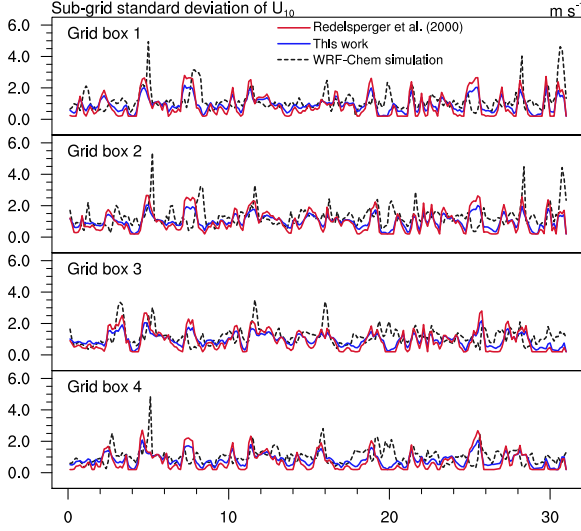 Sub-grid standard deviation of U10 m s-
Grid box 1
Redelsperger et al. (2000)
This work
WRF-Chem simulation
6.0
4.0
2.0
0.0
Grid box 2
6.0
4.0
2.0
0.0
Grid box 3
6.0
4.0
2.0
0.0
Grid box 4
6.0
4.0
2.0
0.0
0 10 20 30